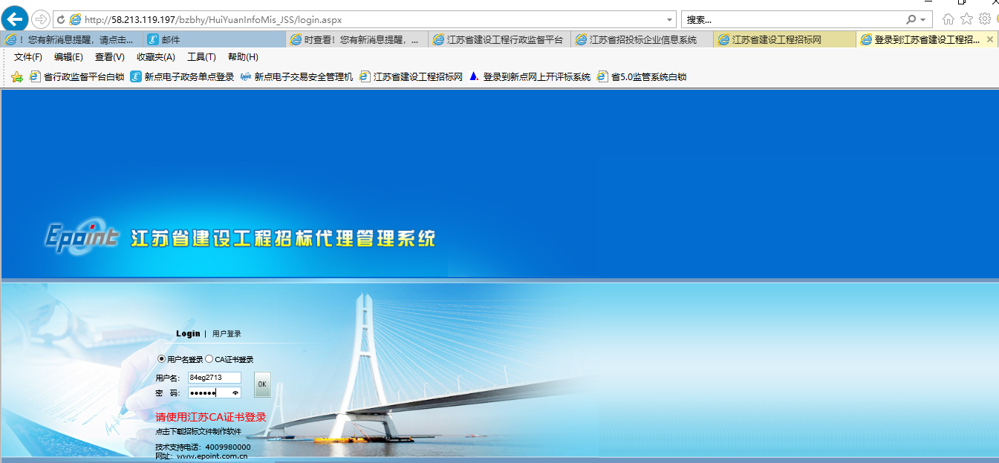 http://58.213.119.197/bzbhy/HuiYuanInfoMis_JSS/login.aspx
搜索...
！您有新消息提醒，请点击...
邮件
时查看！您有新消息提醒，...
江苏省建设工程行政监督平台
江苏省招投标企业信息系统
江苏省建设工程招标网
登录到江苏省建设工程招...
文件(F) 编辑(E) 查看(V) 收藏夹(A) 工具(T) 帮助(H)
省行政监督平台白锁 新点电子政务单点登录 新点电子交易安全管理机 江苏省建设工程招标网 登录到新点网上开评标系统 省5.0监管系统白锁
Epoint 江苏省建设工程招标代理管理系统
Login | 用户登录
用户名登录 CA证书登录
用户名: 84eg2713
密 码: ●●●●●●
OK
请使用江苏CA证书登录
点击下载招标文件制作软件
技术支持电话：4009980000
网址：www.epoint.com.cn